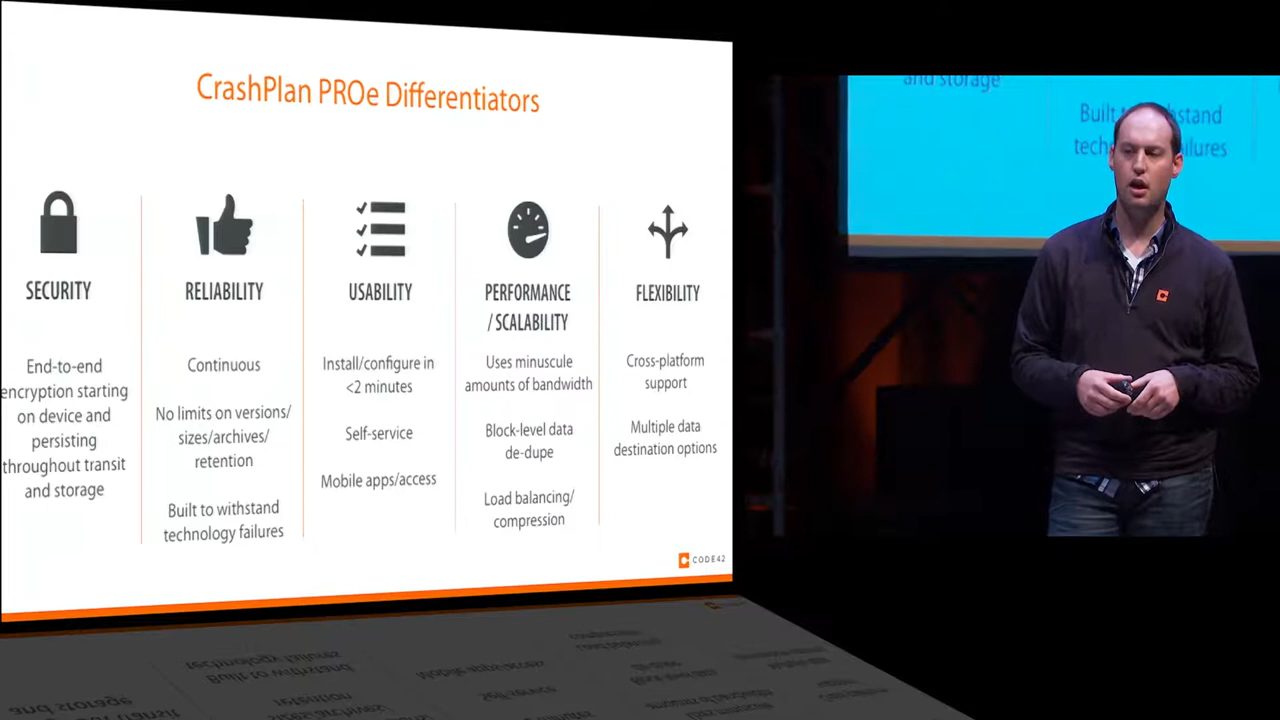 CrashPlan PROe Differentiators
SECURITY
End-to-end
encryption starting
on device and
persisting
throughout transit
and storage
RELIABILITY
Continuous
No limits on versions/
sizes/archives/
retention
Built to withstand
technology failures
USABILITY
Install/configure in
<2 minutes
Self-service
Mobile apps/access
PERFORMANCE
/ SCALABILITY
Uses minuscule
amounts of bandwidth
Block-level data
de-dupe
Load balancing/
compression
FLEXIBILITY
Cross-platform
support
Multiple data
destination options
CODE42
and storage
Built to withstand
technology failures